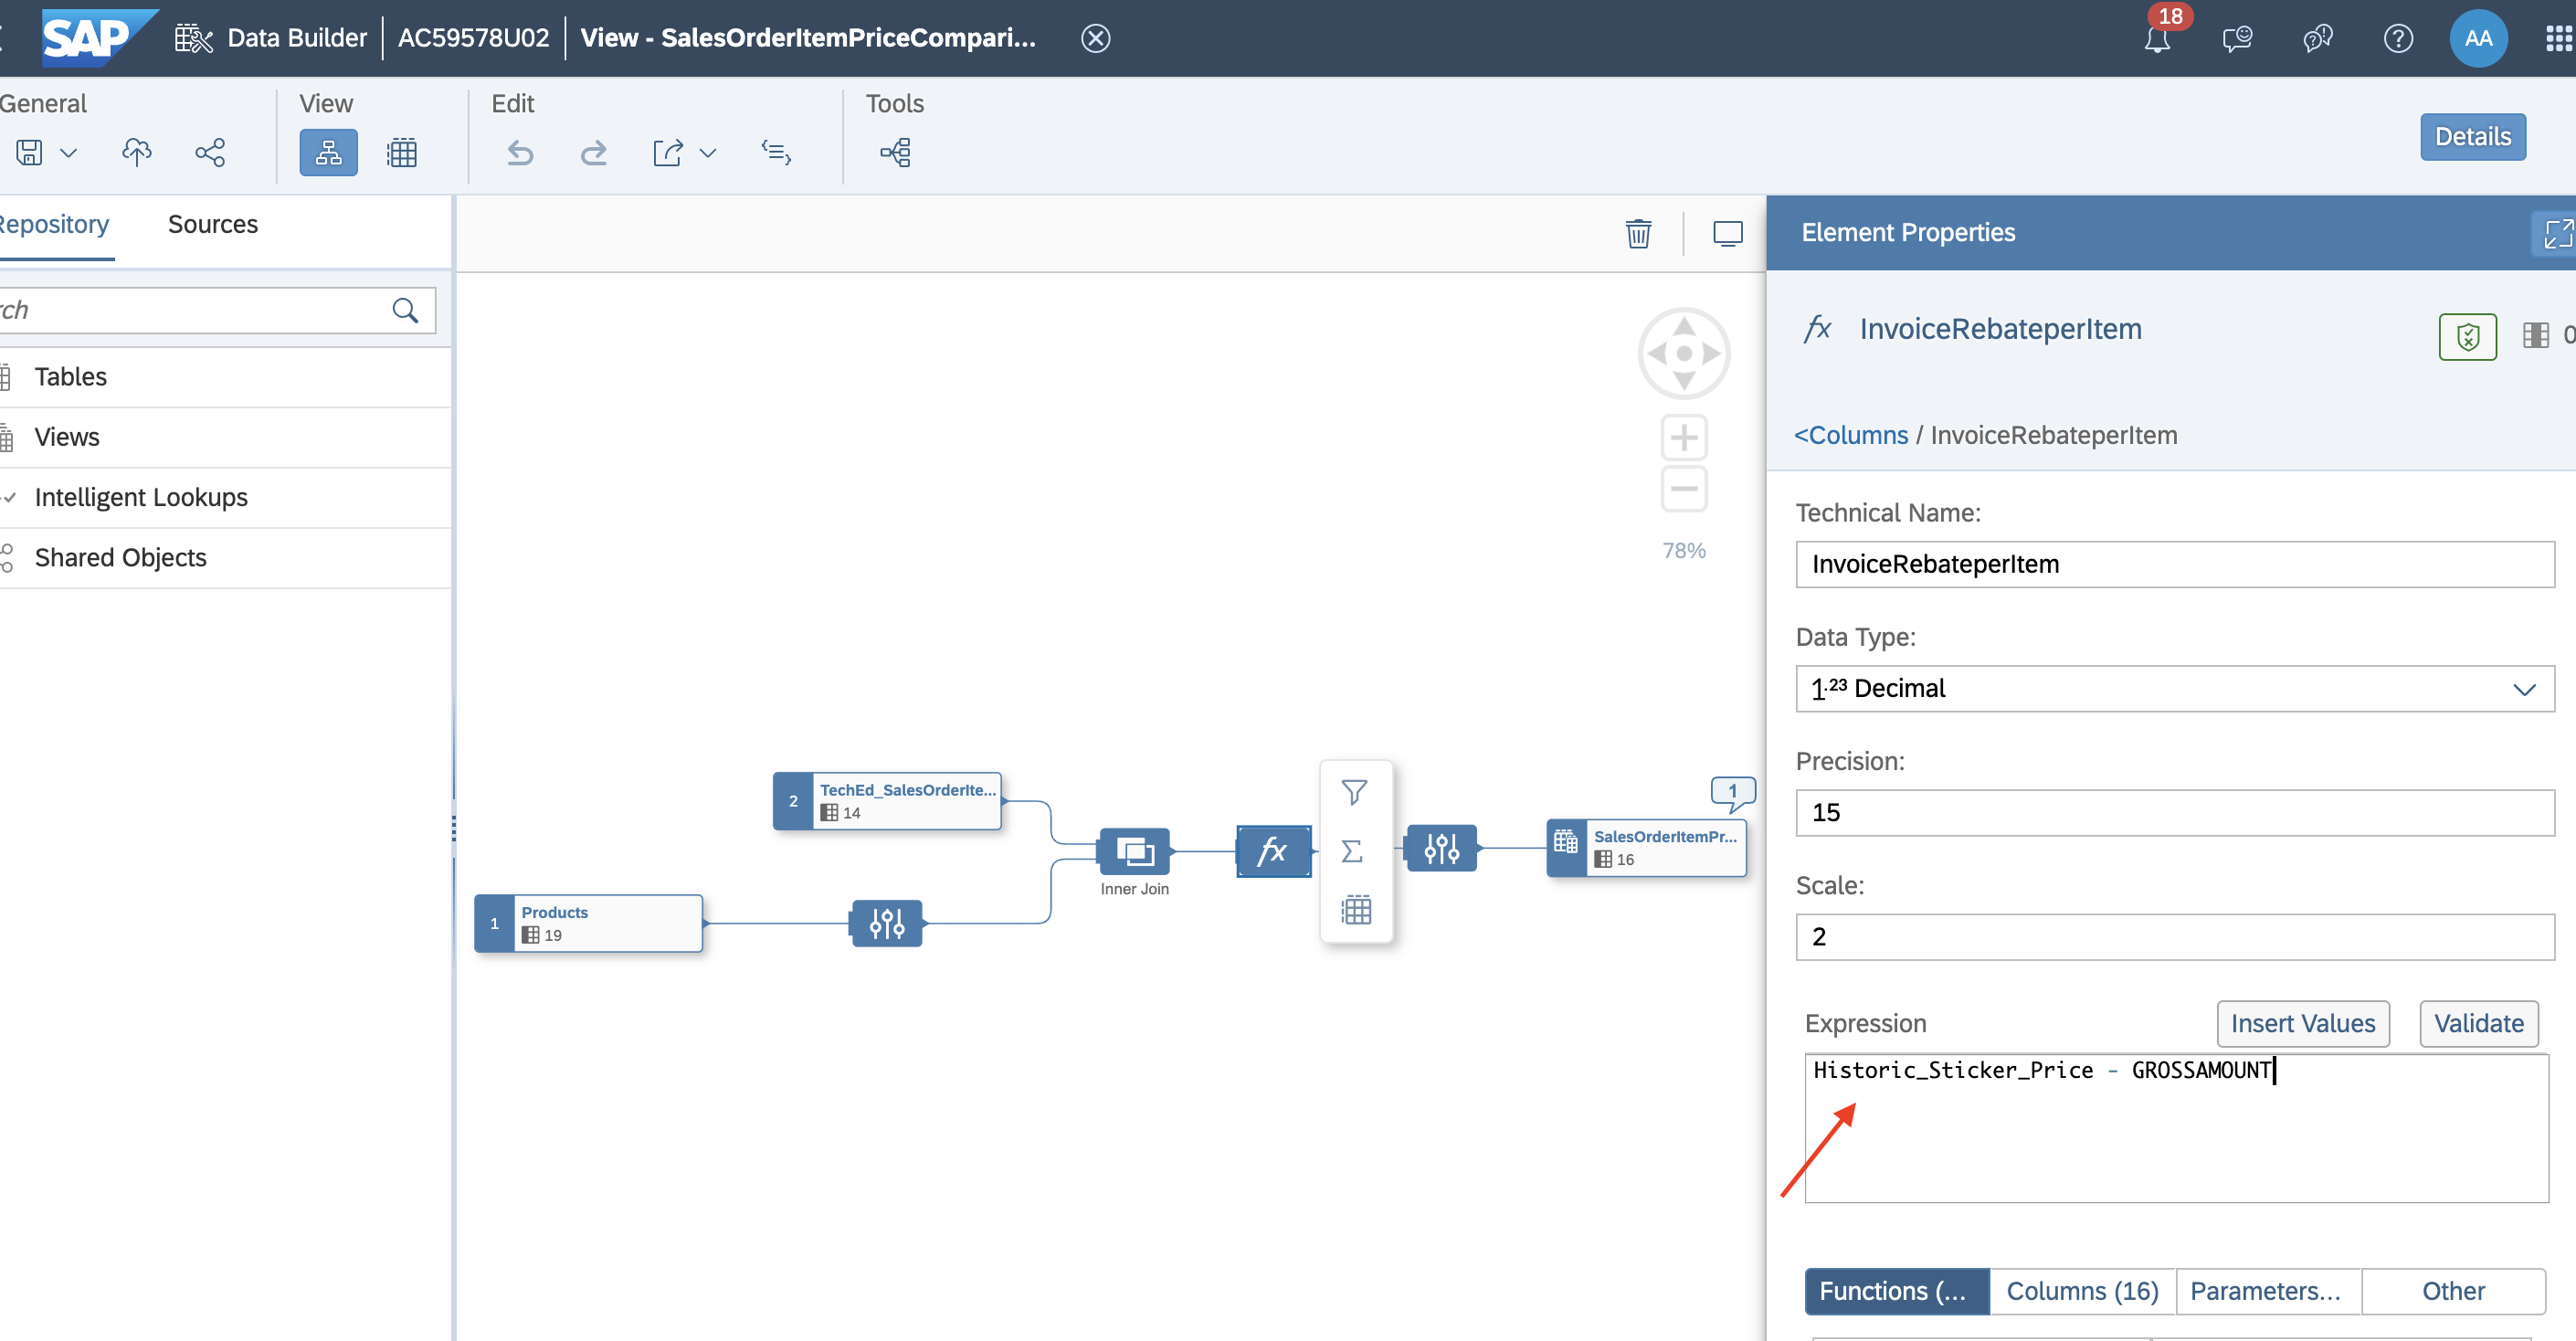 SAP Data Builder AC59578U02 View - SalesOrderItemPriceCompari... 18 AA
General View Edit Tools
Details
Repository Sources
Element Properties
rch
fx InvoiceRebateperItem 0
Tables
<Columns / InvoiceRebateperItem
Views
Intelligent Lookups
Shared Objects
78%
Technical Name:
InvoiceRebateperItem
Data Type:
1.23 Decimal
Precision:
15
Scale:
2
2 TechEd_SalesOrderIte...
14
1
fx
SalesOrderItemPr...
16
Inner Join
1 Products
19
Expression Insert Values Validate
Historic_Sticker_Price - GROSSAMOUNT
Functions (... Columns (16) Parameters... Other